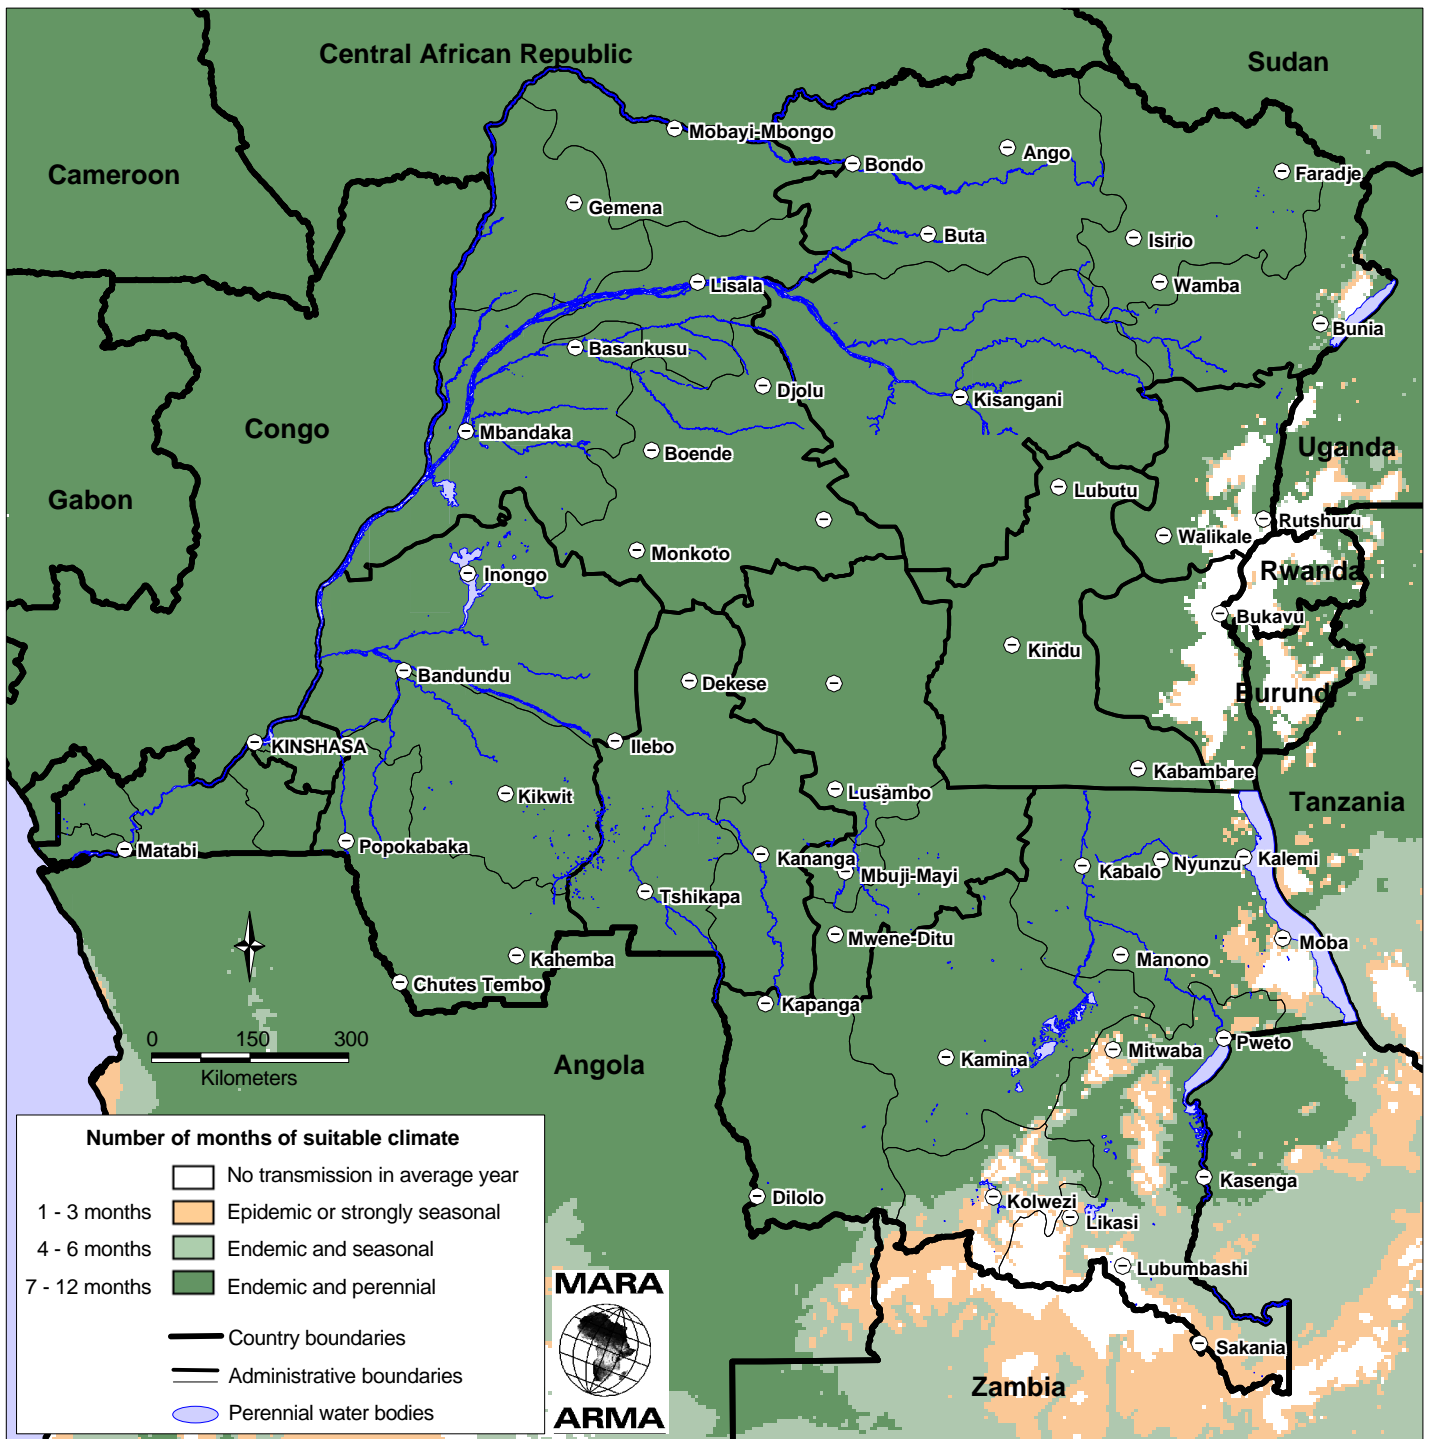 Central African Republic
Sudan
Mobayi-Mbongo
Ango
Bondo
Faradje
Cameroon
Gemena
Buta
Isirio
Lisala
Wamba
Bunia
Basankusu
Djolu
Kisangani
Congo
Mbandaka
Boende
Uganda
Gabon
Lubutu
Rutshuru
Walikale
Monkoto
Inongo
Rwanda
Bukavu
Kindu
Bandundu
Dekese
Burundi
KINSHASA
Ilebo
Kabambare
Kikwit
Lusambo
Tanzania
Matabi
Popokabaka
Kananga
Mbuji-Mayi
Kabalo
Nyunzu
Kalemi
Tshikapa
Mwene-Ditu
Moba
Kahemba
Manono
Chutes Tembo
Kapanga
0 150 300
Kilometers
Angola
Kamina
Mitwaba
Pweto
Dilolo
Kolwezi
Kasenga
Likasi
Lubumbashi
Sakania
Zambia
Number of months of suitable climate
No transmission in average year
1 - 3 months Epidemic or strongly seasonal
4 - 6 months Endemic and seasonal
7 - 12 months Endemic and perennial
Country boundaries
Administrative boundaries
Perennial water bodies
MARA
ARMA